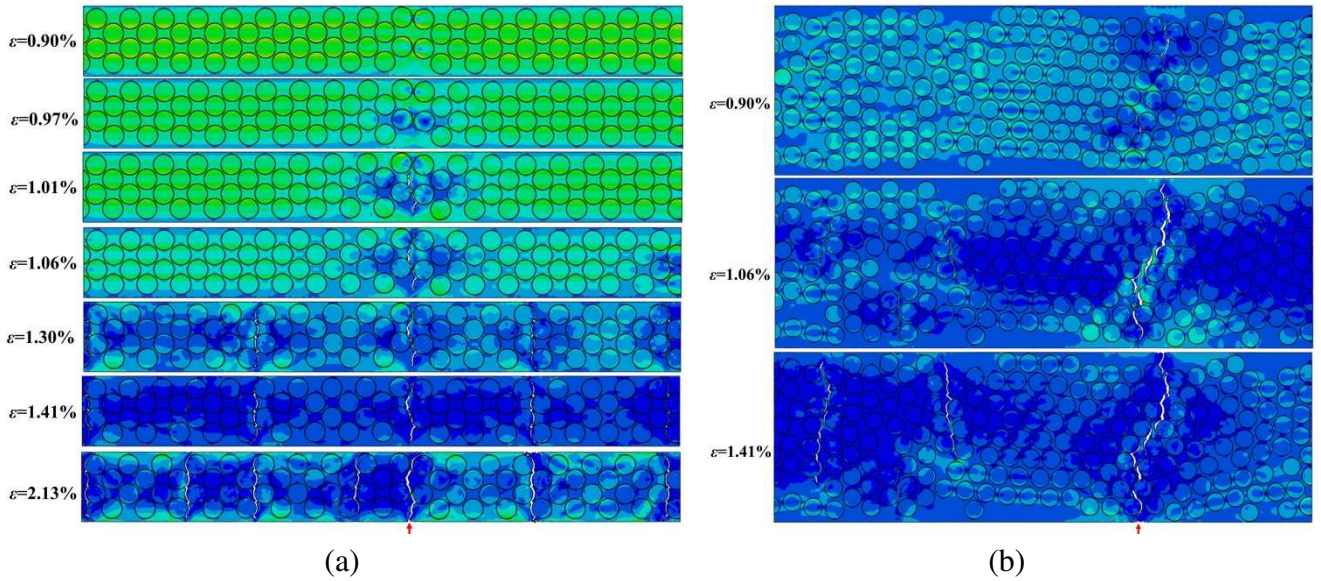 ε=0.90%
ε=0.97%
ε=1.01%
ε=1.06%
ε=1.30%
ε=1.41%
ε=2.13%
(a)
ε=0.90%
ε=1.06%
ε=1.41%
(b)